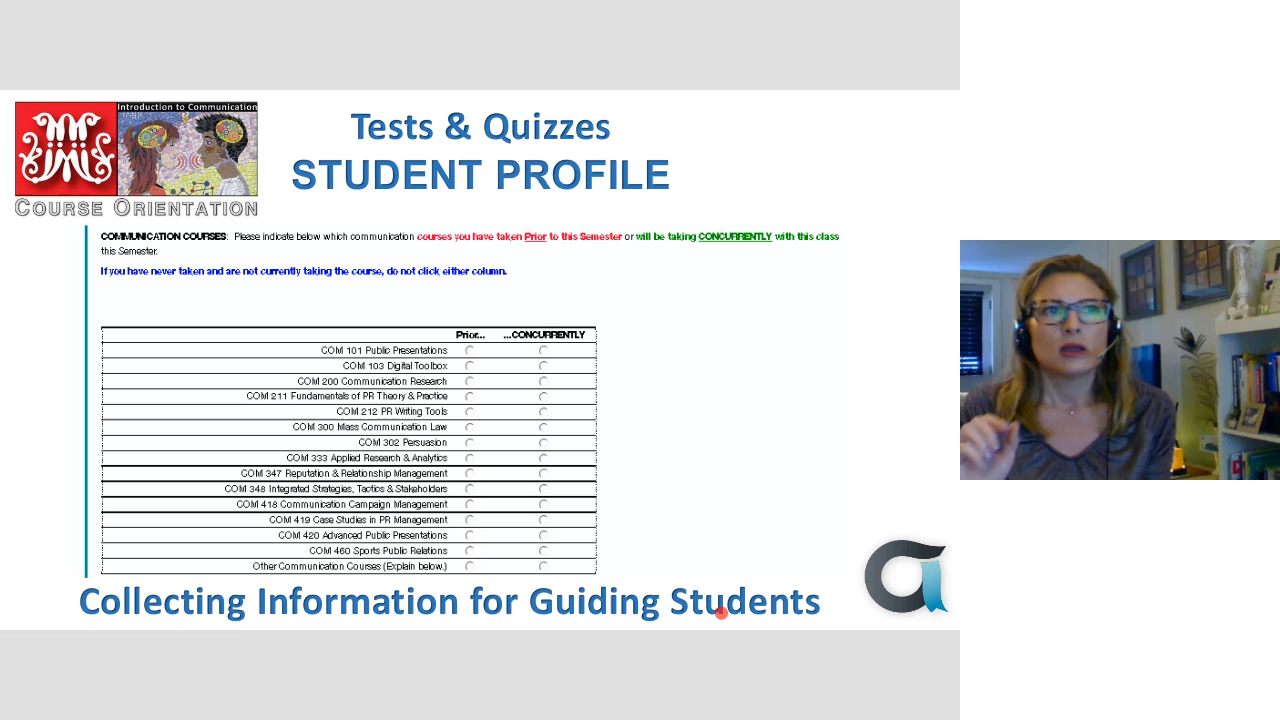 Introduction to Communication
COURSE ORIENTATION
Tests & Quizzes
STUDENT PROFILE
COMMUNICATION COURSES: Please indicate below which communication courses you have taken Prior to this Semester or will be taking CONCURRENTLY with this class
this Semester.
If you have never taken and are not currently taking the course, do not click either column.
Prior... ...CONCURRENTLY
COM 101 Public Presentations
COM 103 Digital Toolbox
COM 200 Communication Research
COM 211 Fundamentals of PR Theory & Practice
COM 212 PR Writing Tools
COM 300 Mass Communication Law
COM 302 Persuasion
COM 333 Applied Research & Analytics
COM 347 Reputation & Relationship Management
COM 348 Integrated Strategies, Tactics & Stakeholders
COM 418 Communication Campaign Management
COM 419 Case Studies in PR Management
COM 420 Advanced Public Presentations
COM 460 Sports Public Relations
Other Communication Courses (Explain below.)
Collecting Information for Guiding Students